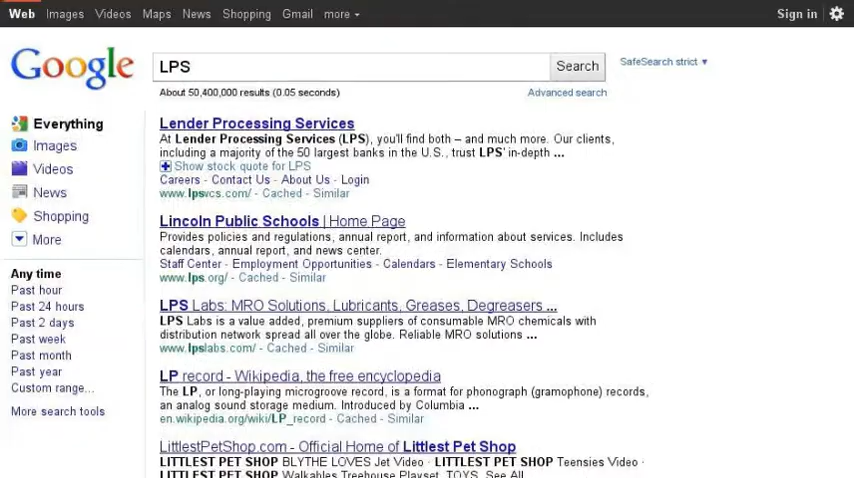 Web Images Videos Maps News Shopping Gmail more Sign in
Google
LPS Search SafeSearch strict ▼
About 50,400,000 results (0.05 seconds) Advanced search
Everything
Images
Videos
News
Shopping
More
Any time
Past hour
Past 24 hours
Past 2 days
Past week
Past month
Past year
Custom range...
More search tools
Lender Processing Services
At Lender Processing Services (LPS), you'll find both – and much more. Our clients,
including a majority of the 50 largest banks in the U.S., trust LPS' in-depth ...
Show stock quote for LPS
Careers - Contact Us - About Us - Login
www.lpsvcs.com/ - Cached - Similar
Lincoln Public Schools | Home Page
Provides policies and regulations, annual report, and information about services. Includes
calendars, annual report, and news center.
Staff Center - Employment Opportunities - Calendars - Elementary Schools
www.lps.org/ - Cached - Similar
LPS Labs: MRO Solutions, Lubricants, Greases, Degreasers ...
LPS Labs is a value added, premium suppliers of consumable MRO chemicals with
distribution network spread all over the globe. Reliable MRO solutions ...
www.lpslabs.com/ - Cached - Similar
LP record - Wikipedia, the free encyclopedia
The LP, or long-playing microgroove record, is a format for phonograph (gramophone) records,
an analog sound storage medium. Introduced by Columbia ...
en.wikipedia.org/wiki/LP_record - Cached - Similar
LittlestPetShop.com - Official Home of Littlest Pet Shop
LITTLEST PET SHOP BLYTHE LOVES Jet Video · LITTLEST PET SHOP Teensies Video ·
LITTLEST PET SHOP Walkables Treehouse Playset. TOYS. See All